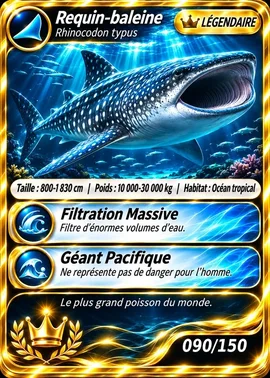 Requin-baleine
Rhinocodon typus
LÉGENDAIRE
Taille : 800-1 830 cm | Poids : 10 000-30 000 kg | Habitat : Océan tropical
Filtration Massive
Filtre d'énormes volumes d'eau.
Géant Pacifique
Ne représente pas de danger pour l'homme.
Le plus grand poisson du monde.
090/150